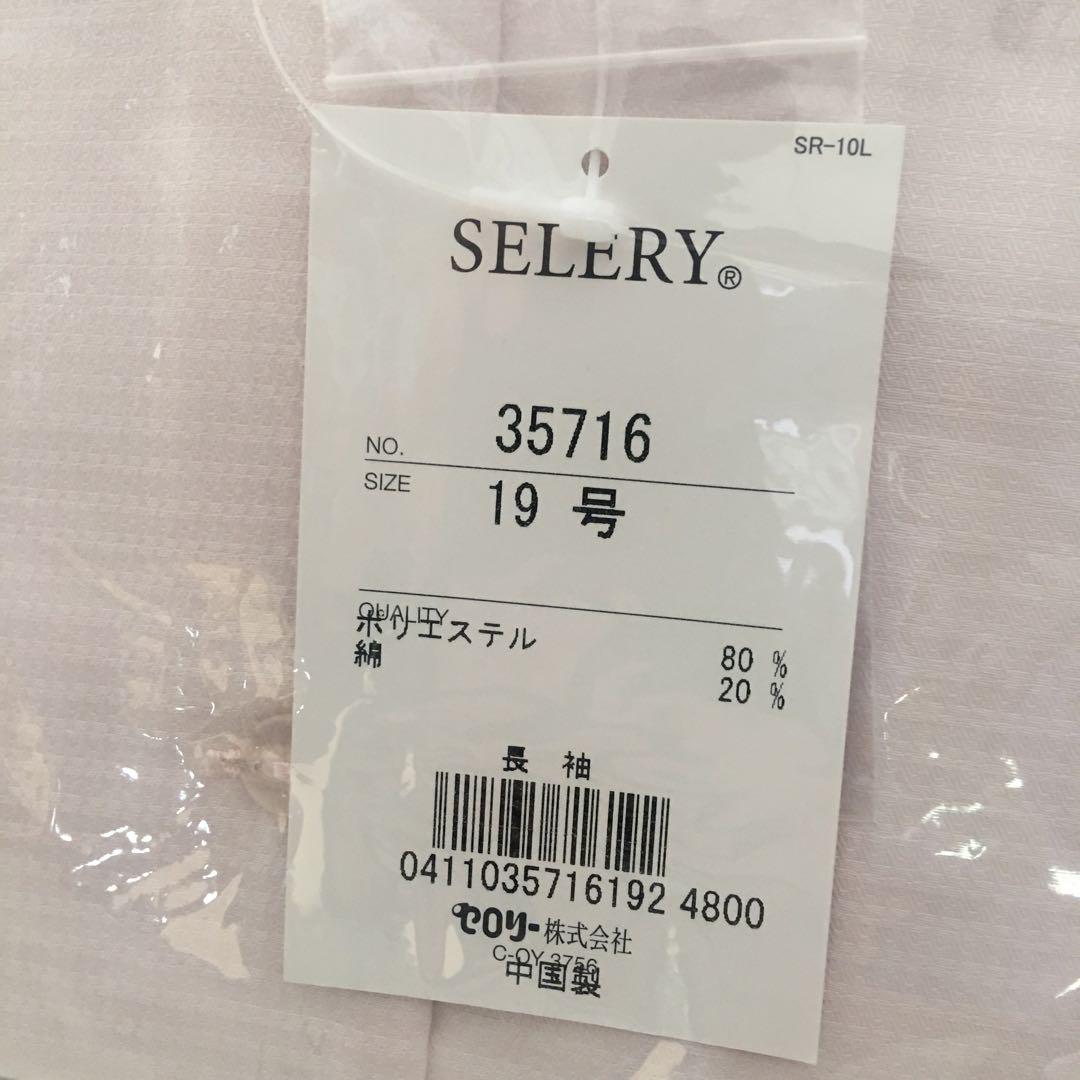 SR-10L
SELERY®
NO. 35716
SIZE 19 号
QUALITY
ポリエステル 80 %
綿 20 %
長 袖
0411035716192 4800
セロリー株式会社
C-OY 3756
中国製